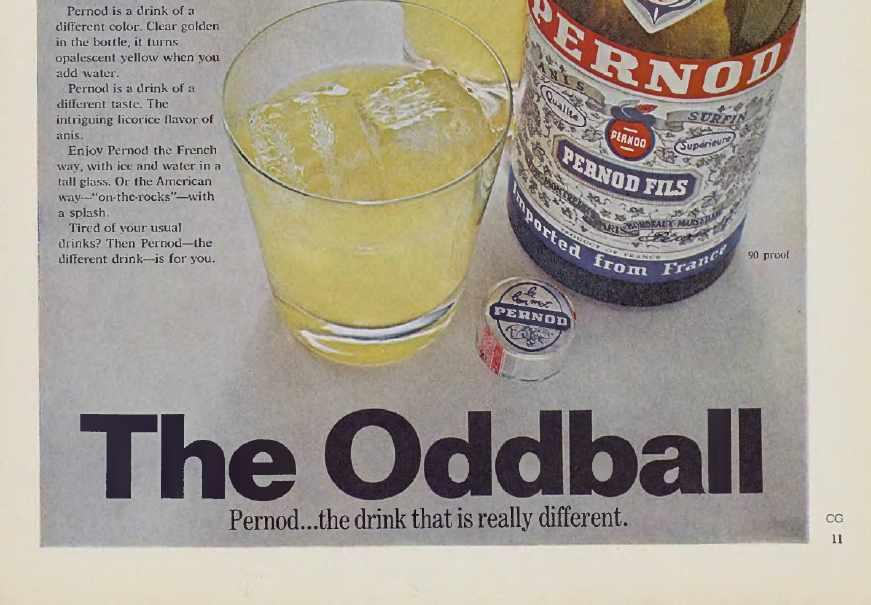 Pernod is a drink of a
different color. Clear golden
in the bottle, it turns
opalescent yellow when you
add water.
Pernod is a drink of a
different taste. The
intriguing licorice flavor of
anis.
Enjoy Pernod the French
way, with ice and water in a
tall glass. Or the American
way—"on-the-rocks"—with
a splash.
Tired of your usual
drinks? Then Pernod—the
different drink—is for you.
PERNOD
ANIS
Qualité
SURFIN
PERNOD
Supérieure
PERNOD FILS
PRODUCT OF FRANCE
Imported from France
90 proof
PERNOD
The Oddball
Pernod...the drink that is really different.
CG
11